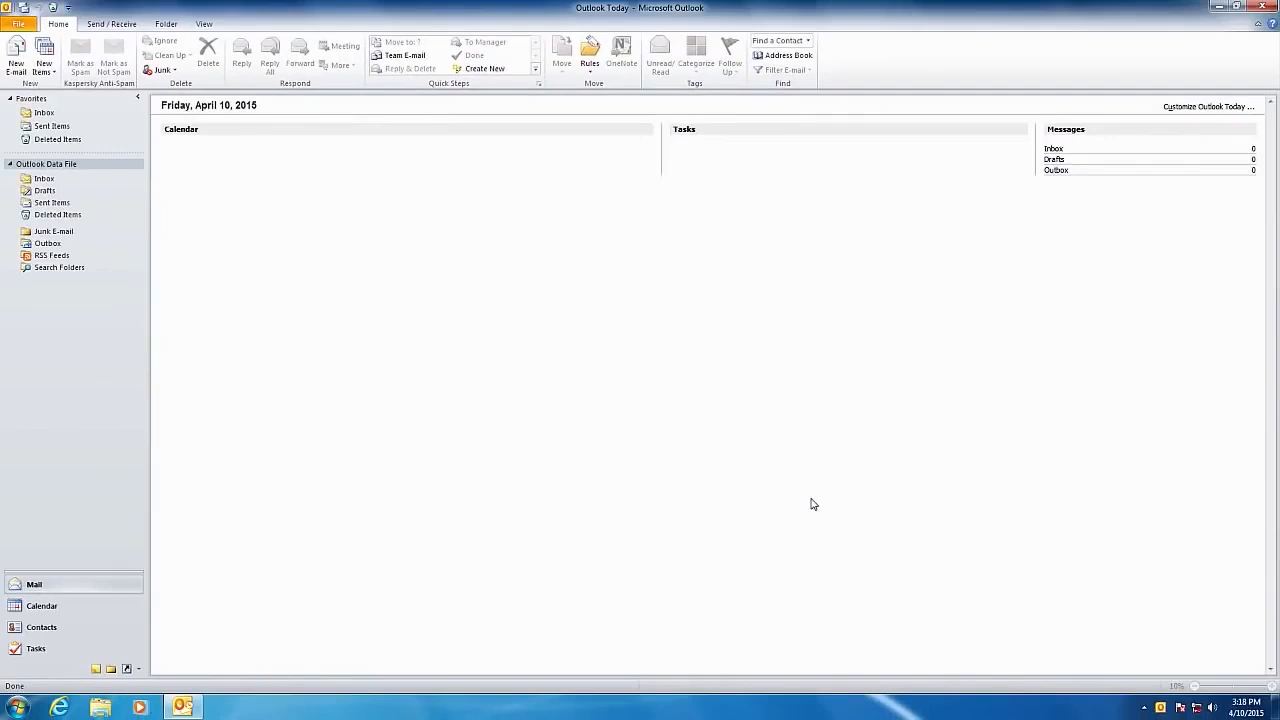 Outlook Today - Microsoft Outlook
File Home Send / Receive Folder View
New E-mail
New Items
New
Mark as Spam
Mark as Not Spam
Kaspersky Anti-Spam
Ignore
Clean Up
Junk
Delete
Delete
Reply
Reply All
Forward
Meeting
More
Respond
Move to: ?
Team E-mail
Reply & Delete
To Manager
Done
Create New
Quick Steps
Move
Rules
OneNote
Move
Unread/ Read
Categorize
Follow Up
Tags
Find a Contact
Address Book
Filter E-mail
Find
Favorites
Inbox
Sent Items
Deleted Items
Outlook Data File
Inbox
Drafts
Sent Items
Deleted Items
Junk E-mail
Outbox
RSS Feeds
Search Folders
Mail
Calendar
Contacts
Tasks
Friday, April 10, 2015
Customize Outlook Today ...
Calendar
Tasks
Messages
Inbox 0
Drafts 0
Outbox 0
Done
10%
3:18 PM
4/10/2015